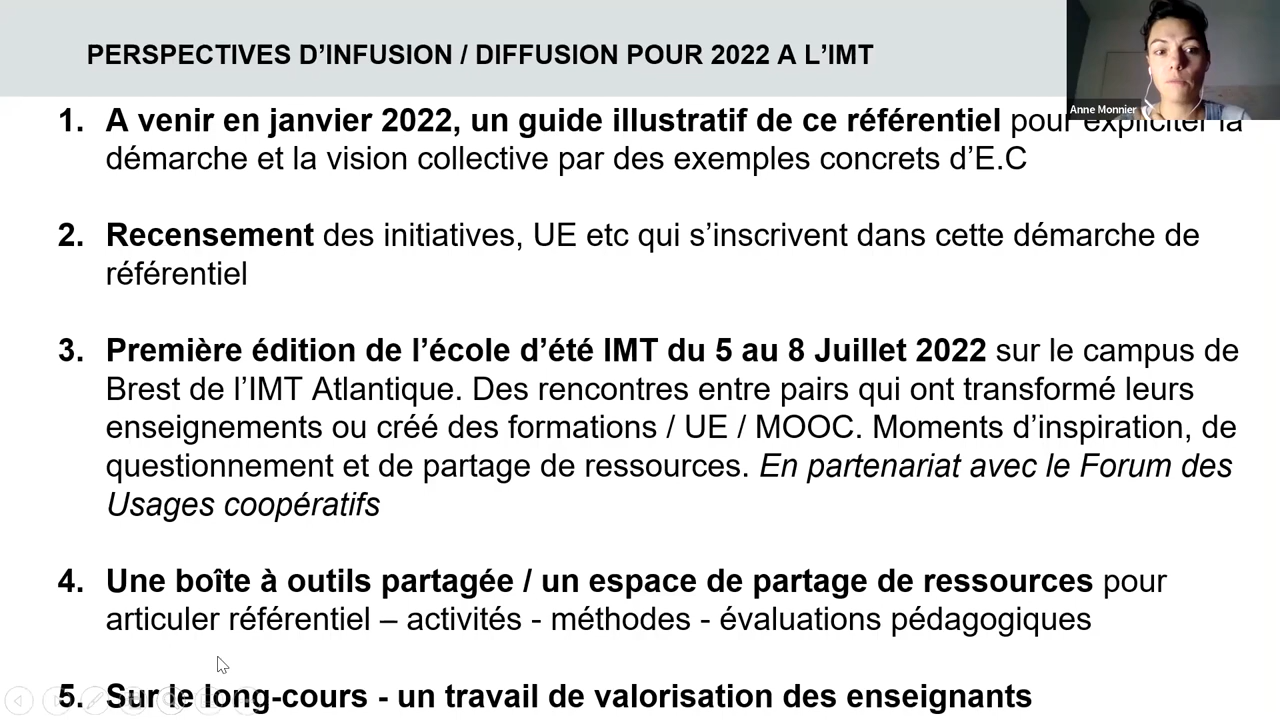 PERSPECTIVES D’INFUSION / DIFFUSION POUR 2022 A L’IMT
Anne Monnier
1. A venir en janvier 2022, un guide illustratif de ce référentiel pour expliciter la
démarche et la vision collective par des exemples concrets d’E.C
2. Recensement des initiatives, UE etc qui s’inscrivent dans cette démarche de
référentiel
3. Première édition de l’école d’été IMT du 5 au 8 Juillet 2022 sur le campus de
Brest de l’IMT Atlantique. Des rencontres entre pairs qui ont transformé leurs
enseignements ou créé des formations / UE / MOOC. Moments d’inspiration, de
questionnement et de partage de ressources. En partenariat avec le Forum des
Usages coopératifs
4. Une boîte à outils partagée / un espace de partage de ressources pour
articuler référentiel – activités - méthodes - évaluations pédagogiques
5. Sur le long-cours - un travail de valorisation des enseignants